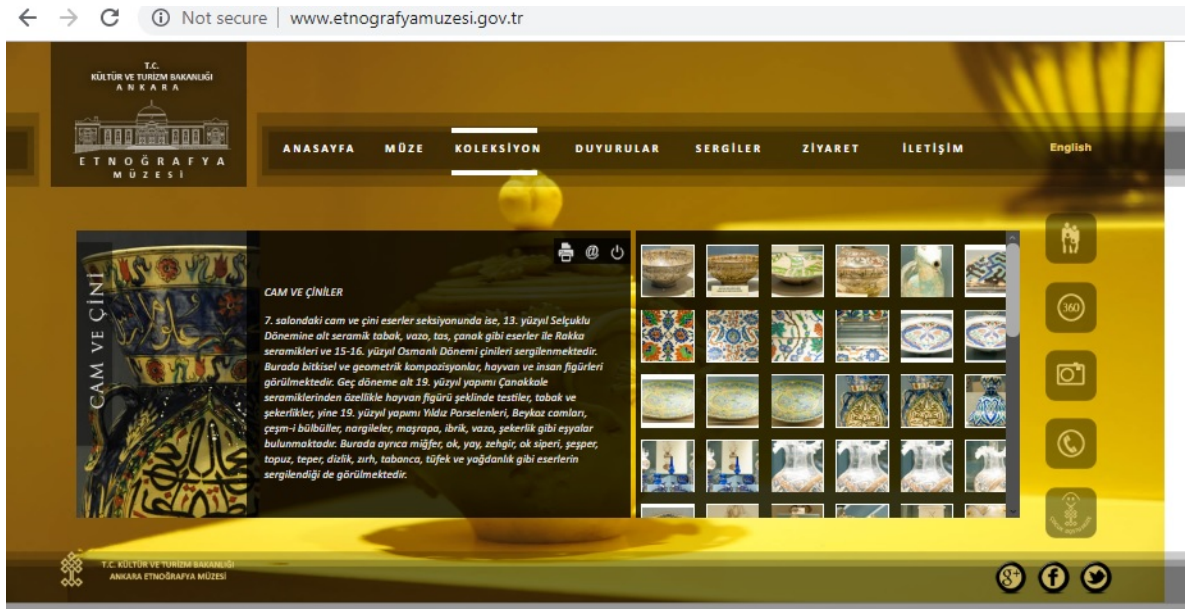 Not secure
www.etnografyamuzesi.gov.tr
T.C.
KÜLTÜR VE TURİZM BAKANLIĞI
ANKARA
ETNOĞRAFYA
MÜZESİ
ANASAYFA MÜZE KOLEKSİYON DUYURULAR SERGİLER ZİYARET İLETİŞİM English
CAM VE ÇİNİ
@
CAM VE ÇİNİLER
7. salondaki cam ve çini eserler seksiyonunda ise, 13. yüzyıl Selçuklu
Dönemine ait seramik tabak, vazo, tas, çanak gibi eserler ile Rakka
seramikleri ve 15-16. yüzyıl Osmanlı Dönemi çinileri sergilenmektedir.
Burada bitkisel ve geometrik kompozisyonlar, hayvan ve insan figürleri
görülmektedir. Geç döneme ait 19. yüzyıl yapımı Çanakkale
seramiklerinden özellikle hayvan figürü şeklinde testiler, tabak ve
şekerlikler, yine 19. yüzyıl yapımı Yıldız Porselenleri, Beykoz camları,
çeşm-i bülbüller, nargileler, maşrapa, ibrik, vazo, şekerlik gibi eşyalar
bulunmaktadır. Burada ayrıca miğfer, ok, yay, zehgir, ok siperi, şeşper,
topuz, teper, dizlik, zırh, tabanca, tüfek ve yağdanlık gibi eserlerin
sergilendiği de görülmektedir.
360
T.C. KÜLTÜR VE TURİZM BAKANLIĞI
ANKARA ETNOĞRAFYA MÜZESİ
8+ f